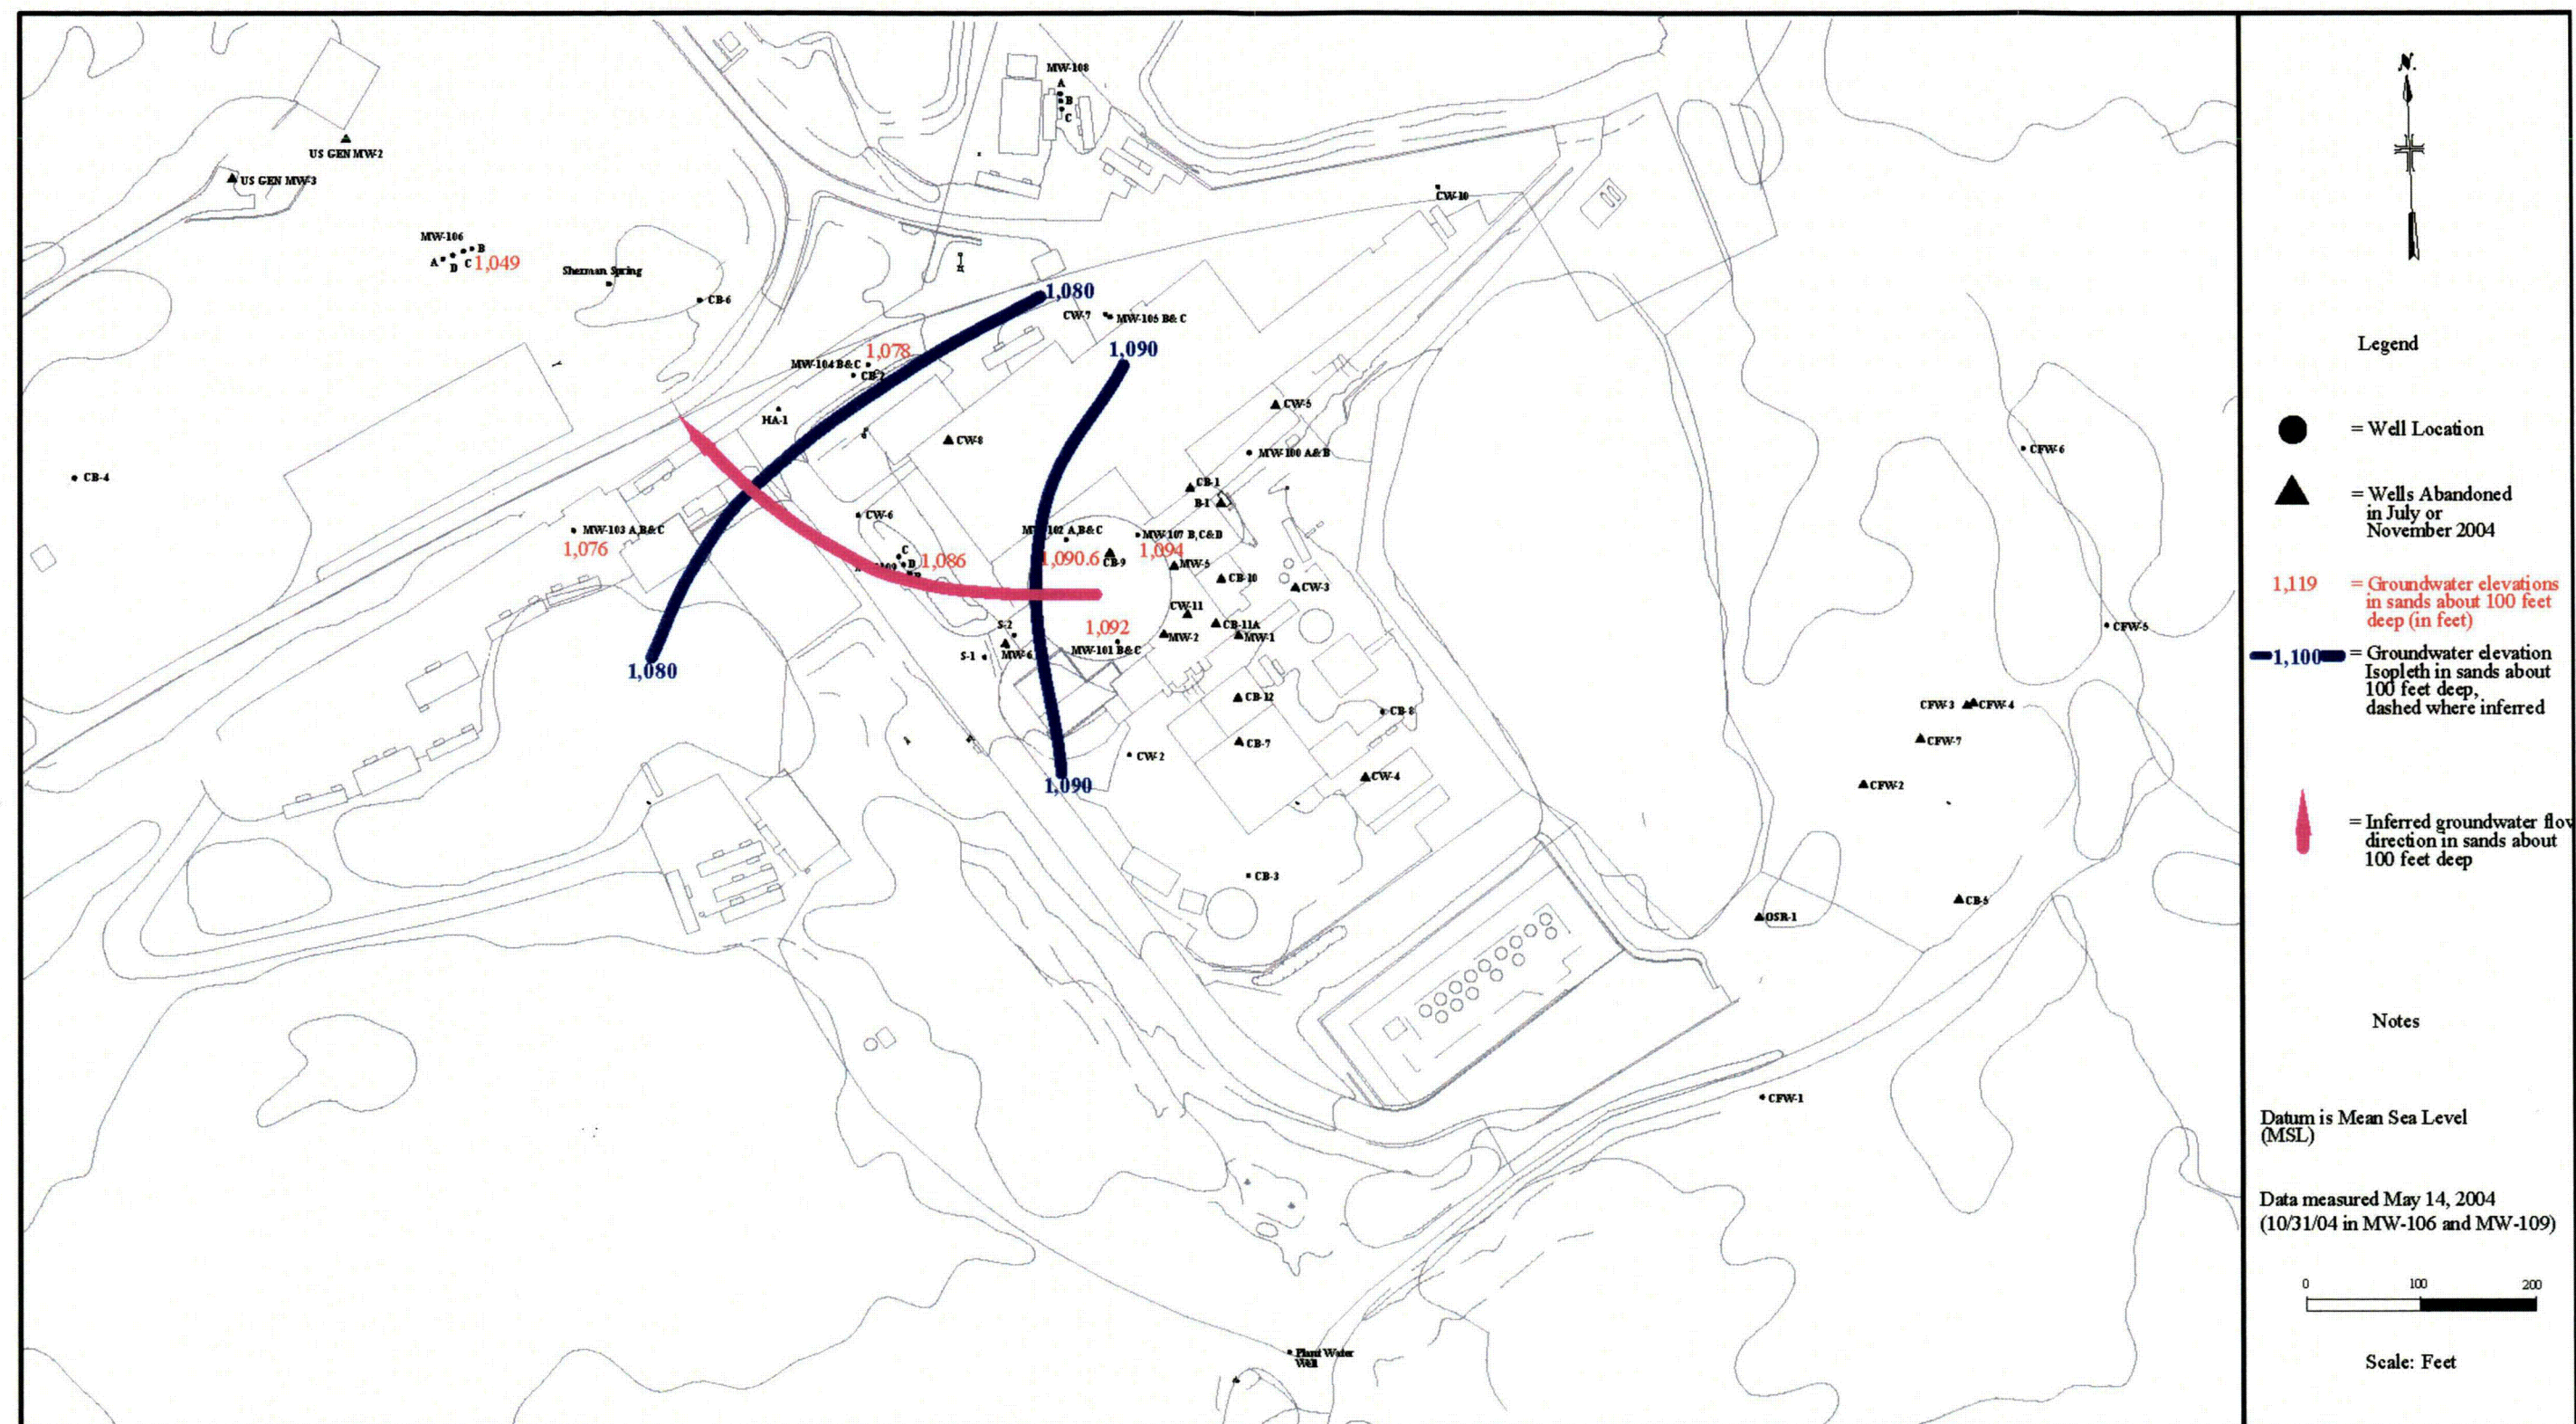 MW-108
A
B
C
US GEN MW-2
US GEN MW-3
CW-10
MW-106
B
A
D
C
1,049
Sherman Spring
CB-6
1,080
CW-7
MW-105 B& C
1,078
1,090
MW-104 B& C
CB-2
HA-1
CW-5
CW-8
MW-100 A& B
CFW-6
CB-4
CB-1
B-1
CW-6
MW-103 A,B& C
1,076
MW-102 A,B& C
MW-107 B,C& D
C
D
1,086
1,090.6
CB-9
1,094
MW-5
CB-10
CW-3
CW-11
S-2
1,092
CB-11A
CFW-5
MW-2
MW-1
S-1
MW-6
MW-101 B& C
1,080
CB-12
CB-8
CFW-3
CFW-4
CB-7
CFW-7
CW-2
CW-4
1,090
CFW-2
CB-3
CB-5
OSR-1
CFW-1
Plant Water
Well
N.
Legend
= Well Location
= Wells Abandoned
in July or
November 2004
1,119 = Groundwater elevations
in sands about 100 feet
deep (in feet)
1,100 = Groundwater elevation
Isopleth in sands about
100 feet deep,
dashed where inferred
= Inferred groundwater flow
direction in sands about
100 feet deep
Notes
Datum is Mean Sea Level
(MSL)
Data measured May 14, 2004
(10/31/04 in MW-106 and MW-109)
0 100 200
Scale: Feet